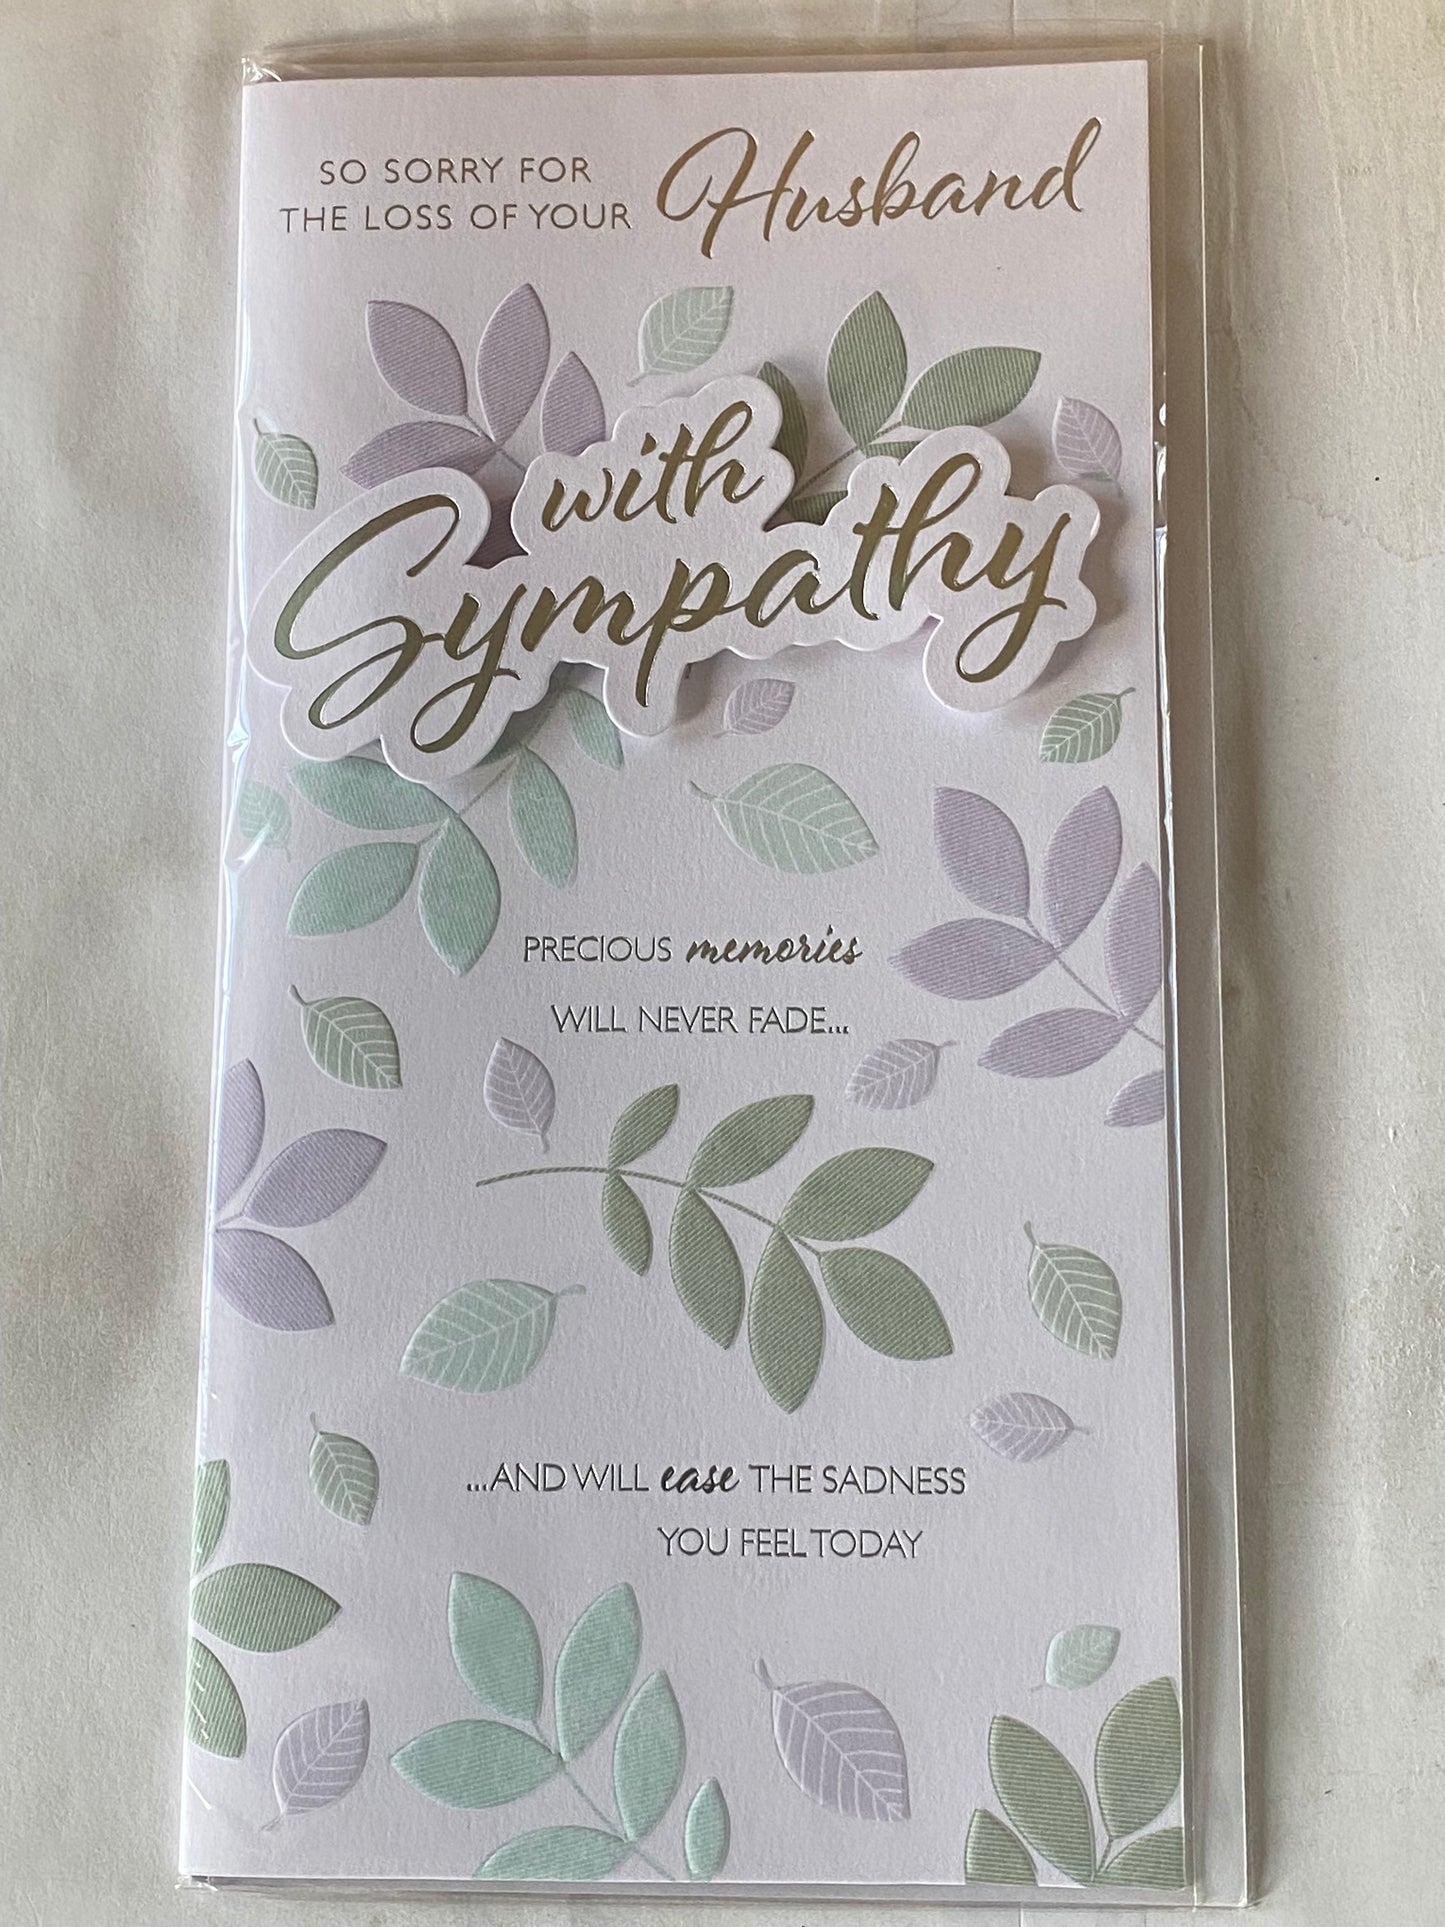 SO SORRY FOR
THE LOSS OF YOUR Husband
with
Sympathy
PRECIOUS memories
WILL NEVER FADE...
...AND WILL ease THE SADNESS
YOU FEEL TODAY